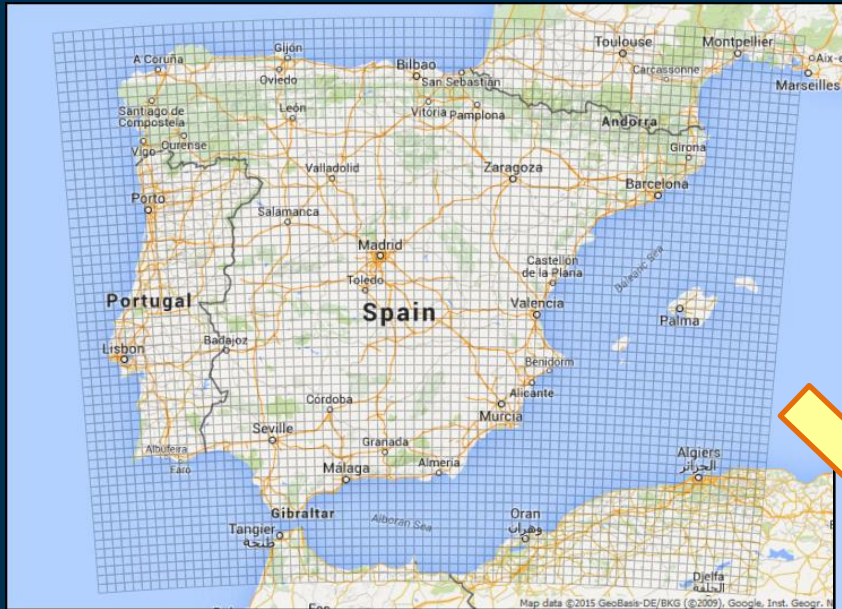 Gijón
A Coruña
Oviedo
Bilbao
San Sebastián
Toulouse
Montpellier
Carcassonne
Marseilles
Santiago de
Compostela
León
Vitoria
Pamplona
Andorra
Vigo
Ourense
Girona
Valladolid
Zaragoza
Barcelona
Porto
Salamanca
Madrid
Castellón
de la Plana
Balearic Sea
Toledo
Portugal
Spain
Valencia
Palma
Lisbon
Badajoz
Benidorm
Alicante
Córdoba
Murcia
Seville
Granada
Albufeira
Faro
Málaga
Almería
Algiers
الجزائر
Gibraltar
Alboran Sea
Oran
وهران
Tangier
طنجة
Djelfa
الجلفة
Map data ©2015 GeoBasis-DE/BKG (©2009), Google, Inst. Geogr. N